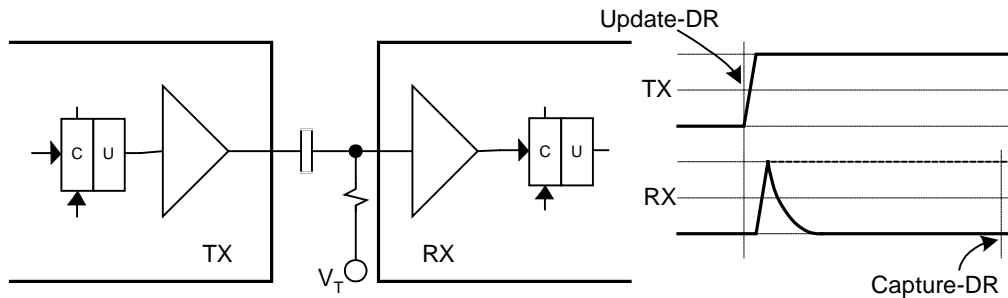 C U
TX
V_T
C U
RX
Update-DR
TX
RX
Capture-DR